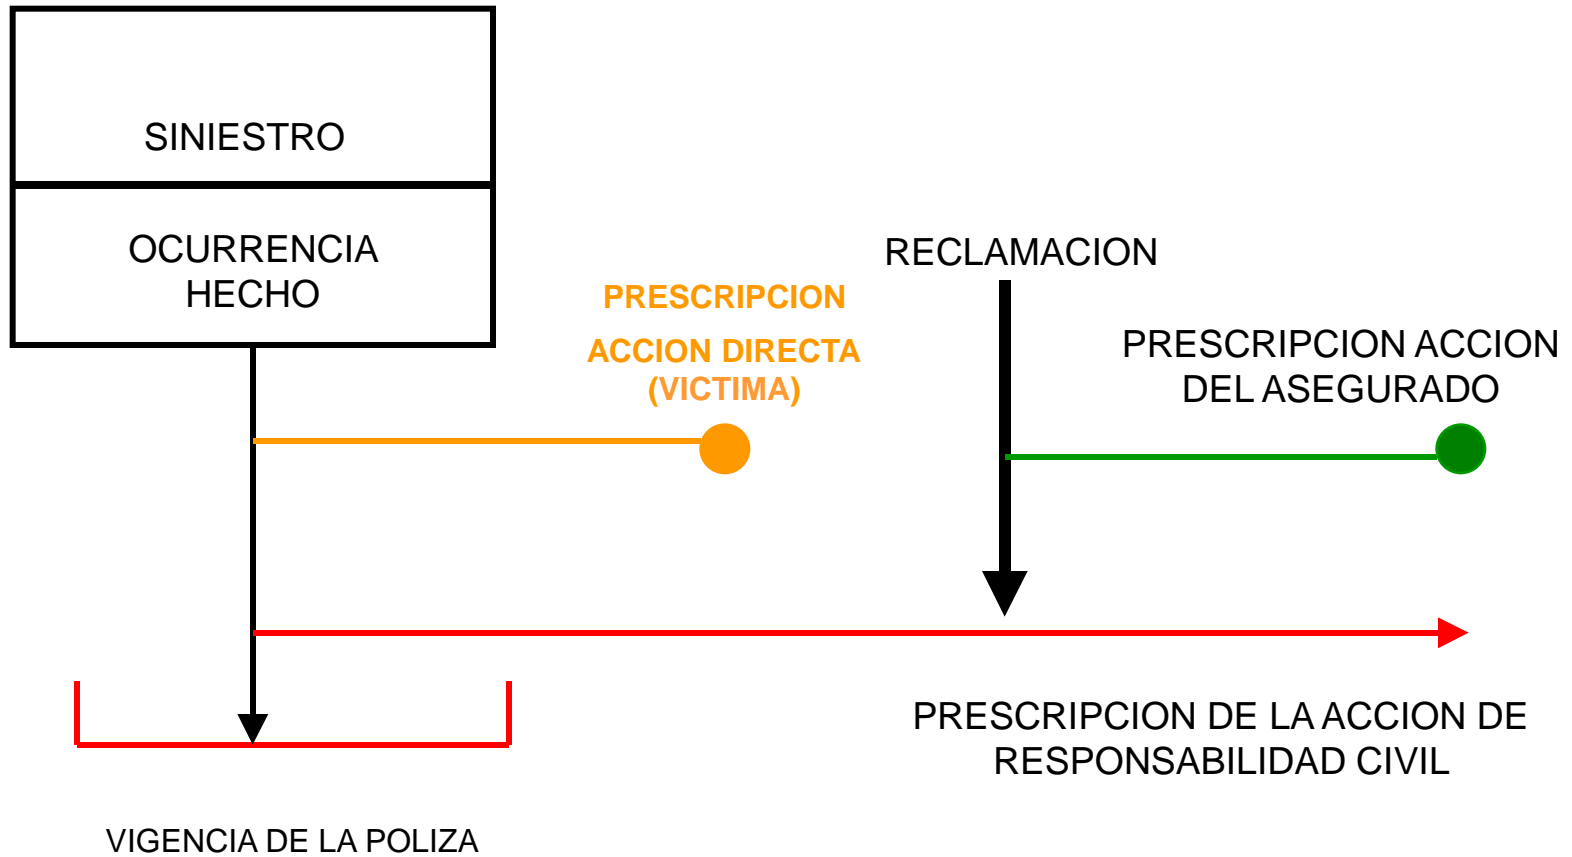 SINIESTRO
OCURRENCIA
HECHO
PRESCRIPCION
ACCION DIRECTA
(VICTIMA)
RECLAMACION
PRESCRIPCION ACCION
DEL ASEGURADO
PRESCRIPCION DE LA ACCION DE
RESPONSABILIDAD CIVIL
VIGENCIA DE LA POLIZA